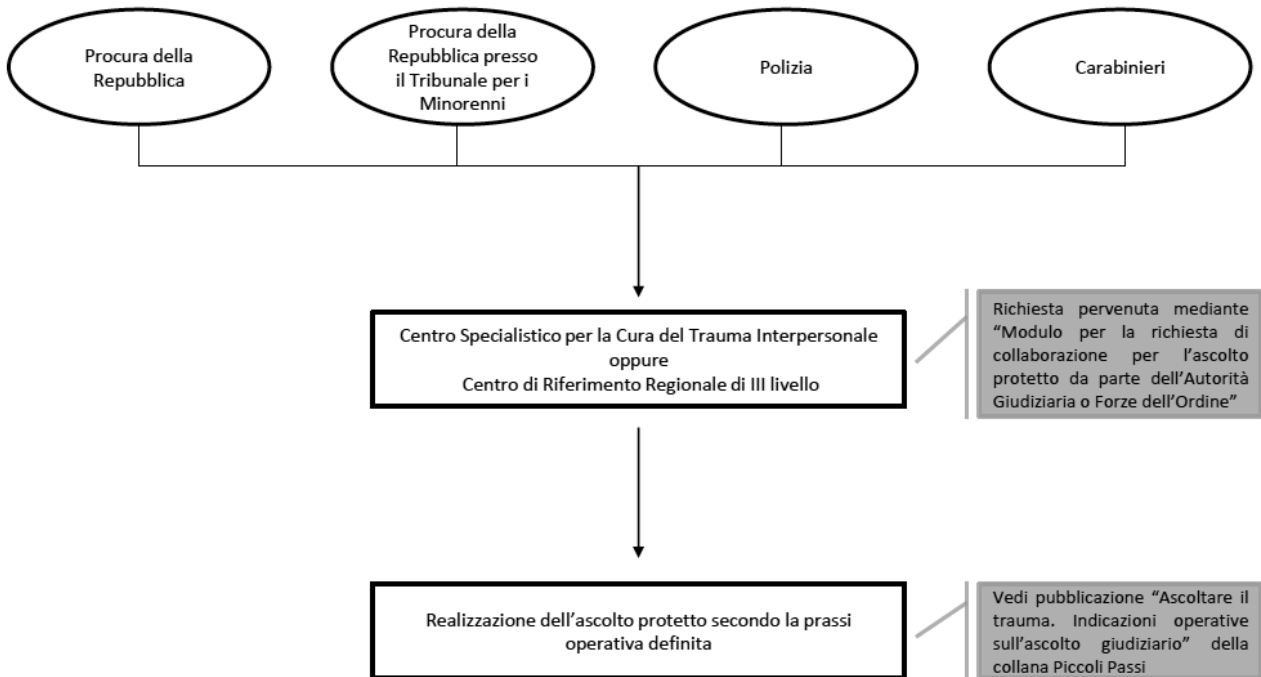 Procura della
Repubblica
Procura della
Repubblica presso
il Tribunale per i
Minorenni
Polizia
Carabinieri
Centro Specialistico per la Cura del Trauma Interpersonale
oppure
Centro di Riferimento Regionale di III livello
Richiesta pervenuta mediante
“Modulo per la richiesta di
collaborazione per l’ascolto
protetto da parte dell’Autorità
Giudiziaria o Forze dell’Ordine”
Realizzazione dell’ascolto protetto secondo la prassi
operativa definita
Vedi pubblicazione “Ascoltare il
trauma. Indicazioni operative
sull’ascolto giudiziario” della
collana Piccoli Passi